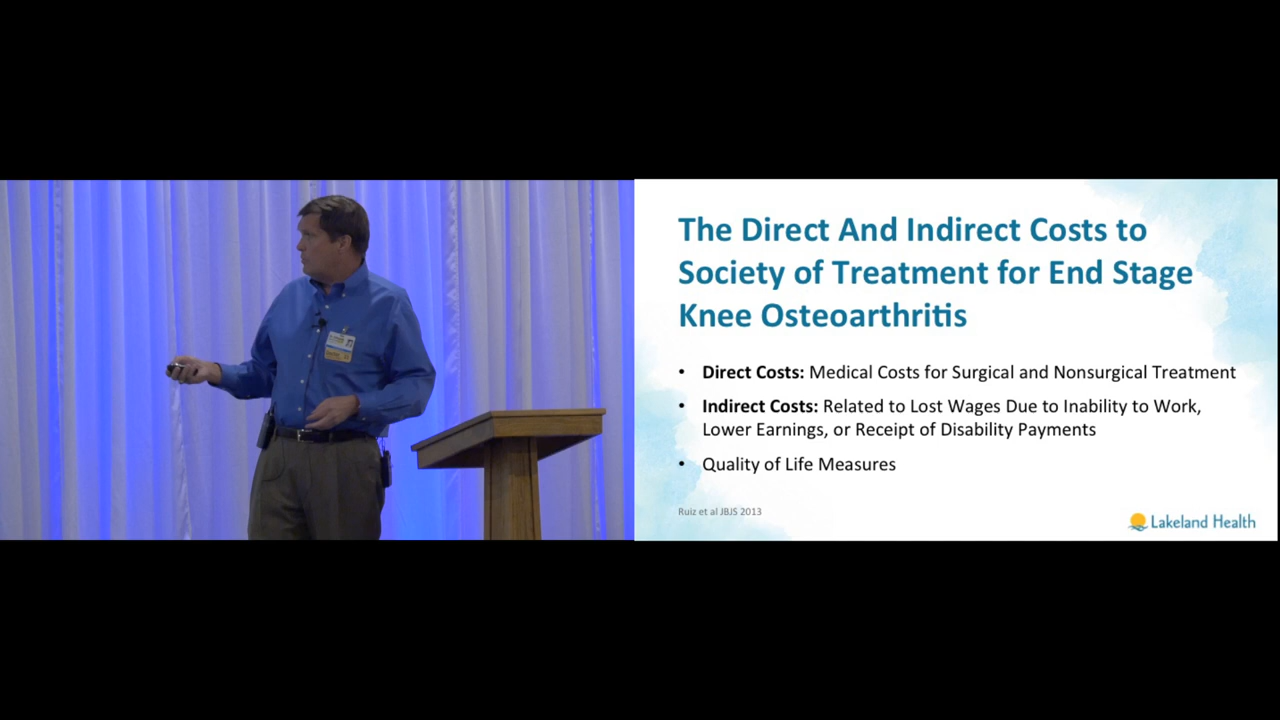 The Direct And Indirect Costs to
Society of Treatment for End Stage
Knee Osteoarthritis
• Direct Costs: Medical Costs for Surgical and Nonsurgical Treatment
• Indirect Costs: Related to Lost Wages Due to Inability to Work,
Lower Earnings, or Receipt of Disability Payments
• Quality of Life Measures
Ruiz et al JBJS 2013
Lakeland Health